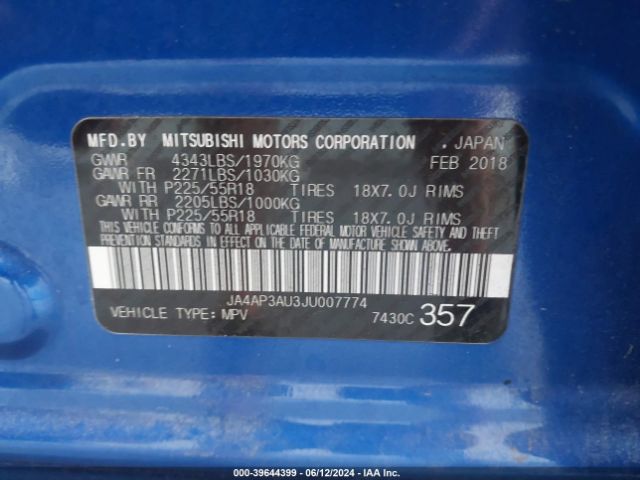 MFD.BY MITSUBISHI MOTORS CORPORATION . JAPAN
GVWR 4343LBS/1970KG FEB 2018
GAWR FR 2271LBS/1030KG
WITH P225/55R18 TIRES 18X7.0J RIMS
GAWR RR 2205LBS/1000KG
WITH P225/55R18 TIRES 18X7.0J RIMS
THIS VEHICLE CONFORMS TO ALL APPLICABLE FEDERAL MOTOR VEHICLE SAFETY AND THEFT
PREVENTION STANDARDS IN EFFECT ON THE DATE OF MANUFACTURE SHOWN ABOVE.
JA4AP3AU3JU007774
VEHICLE TYPE:MPV 7430C 357
000-39644399 - 06/12/2024 - IAA Inc.